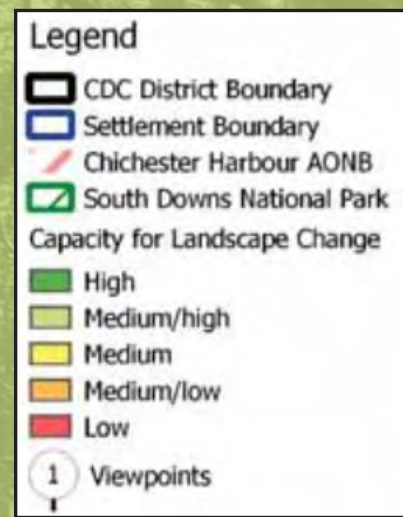 Legend
CDC District Boundary
Settlement Boundary
Chichester Harbour AONB
South Downs National Park
Capacity for Landscape Change
High
Medium/high
Medium
Medium/low
Low
1 Viewpoints